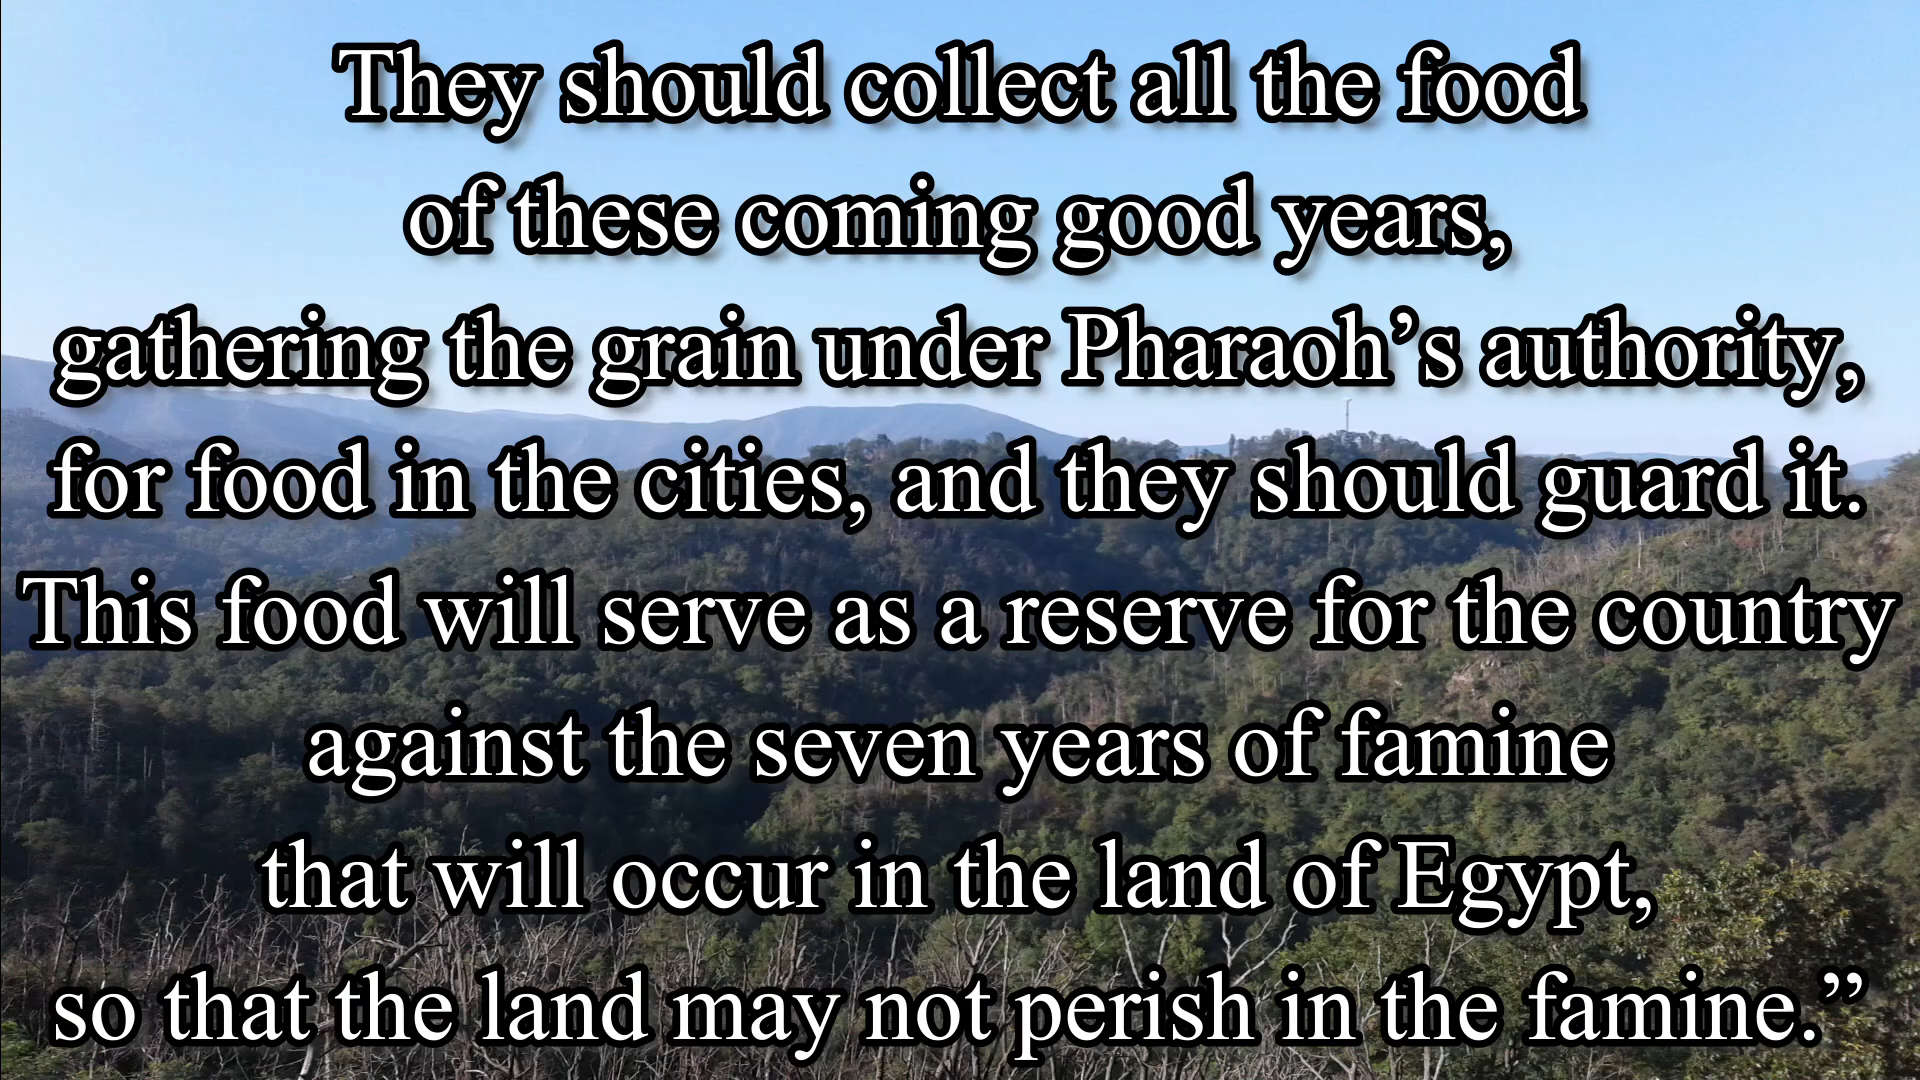 They should collect all the food
of these coming good years,
gathering the grain under Pharaoh’s authority,
for food in the cities, and they should guard it.
This food will serve as a reserve for the country
against the seven years of famine
that will occur in the land of Egypt,
so that the land may not perish in the famine.”